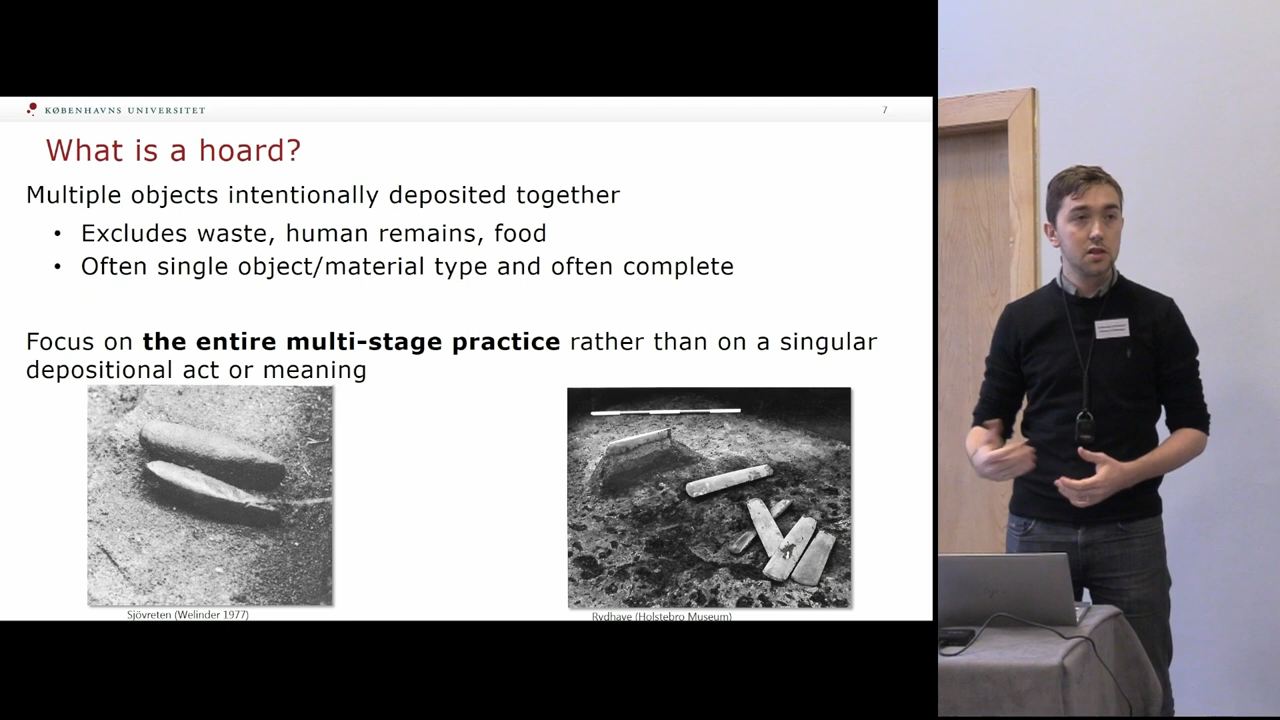 KØBENHAVNS UNIVERSITET
7
What is a hoard?
Multiple objects intentionally deposited together
• Excludes waste, human remains, food
• Often single object/material type and often complete
Focus on the entire multi-stage practice rather than on a singular
depositional act or meaning
Sjövreten (Welinder 1977)
Rydhave (Holstebro Museum)